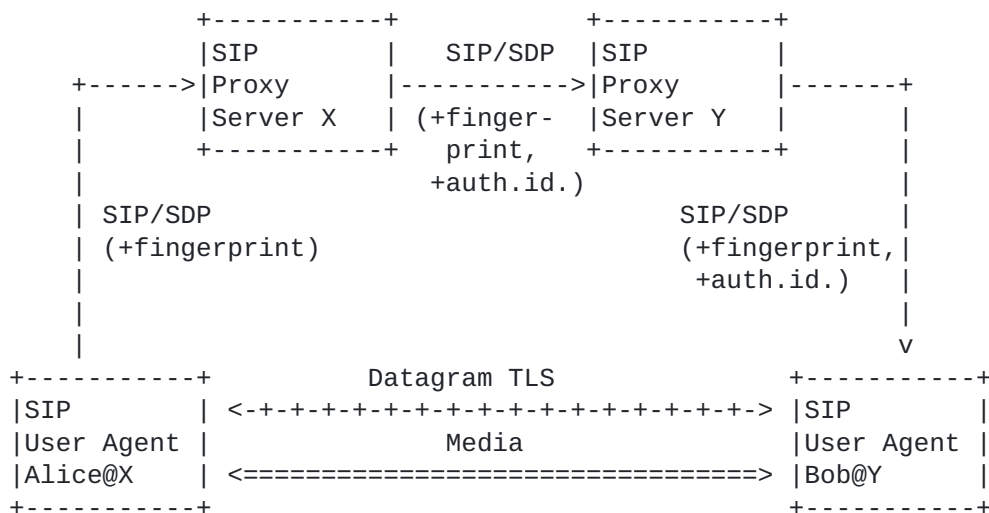 +-----------+            +-----------+
|SIP        |   SIP/SDP  |SIP        |
+------>|Proxy      |----------->|Proxy      |-------+
|       |Server X   | (+finger-  |Server Y   |       |
|       +-----------+   print,   +-----------+       |
|                      +auth.id.)                    |
| SIP/SDP                              SIP/SDP       |
| (+fingerprint)                       (+fingerprint,|
|                                       +auth.id.)   |
|                                                    |
|                                                    v
+-----------+          Datagram TLS               +-----------+
|SIP        | <-+-+-+-+-+-+-+-+-+-+-+-+-+-+-+-+-> |SIP        |
|User Agent |               Media                 |User Agent |
|Alice@X    | <=================================> |Bob@Y      |
+-----------+                                     +-----------+